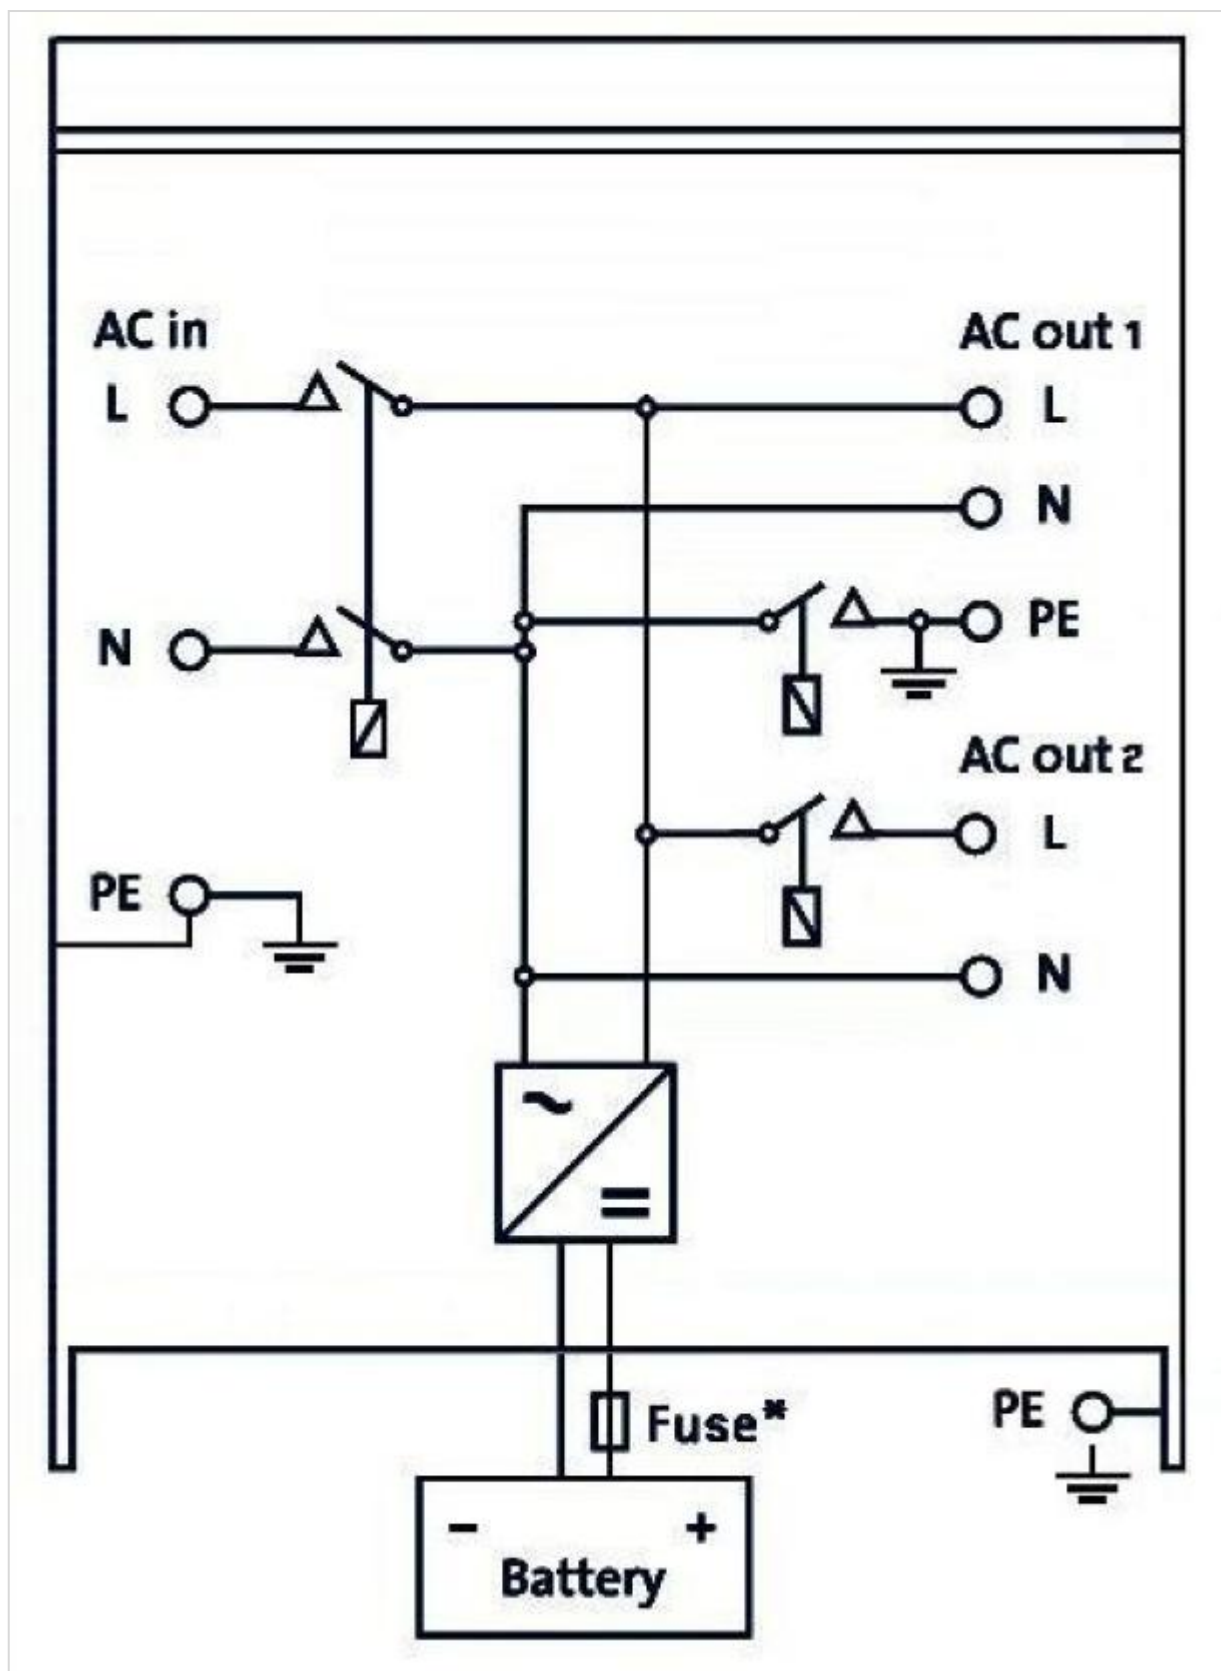 AC in
AC out 1
L
L
N
PE
N
AC out 2
L
PE
N
~
=
Fuse*
PE
- +
Battery